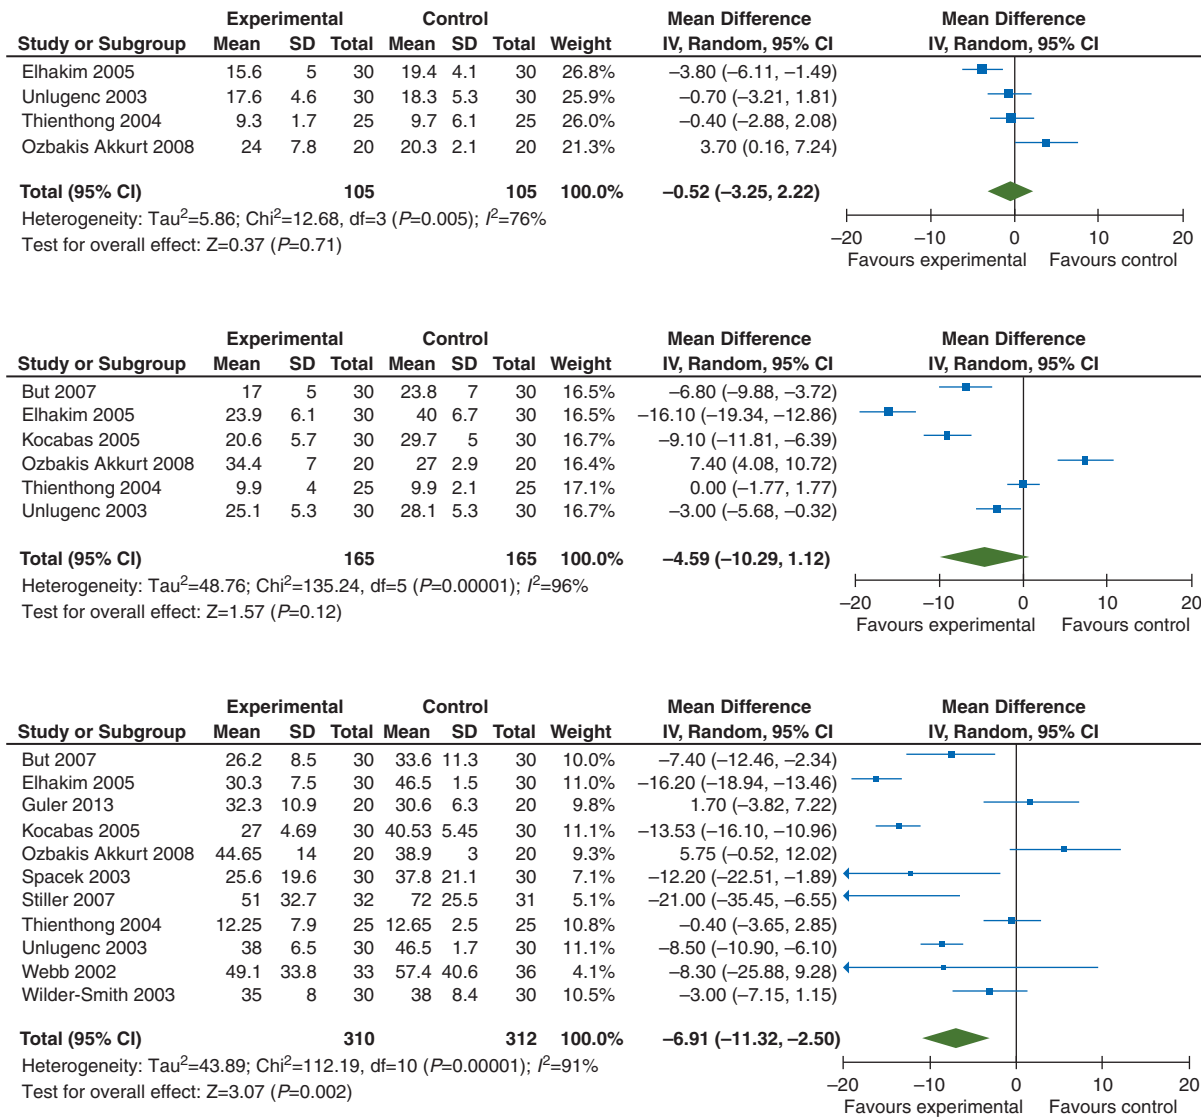 Experimental Control Mean Difference Mean Difference
Study or Subgroup Mean SD Total Mean SD Total Weight IV, Random, 95% CI IV, Random, 95% CI
Elhakim 2005 15.6 5 30 19.4 4.1 30 26.8% −3.80 (−6.11, −1.49)
Unlugenc 2003 17.6 4.6 30 18.3 5.3 30 25.9% −0.70 (−3.21, 1.81)
Thienthong 2004 9.3 1.7 25 9.7 6.1 25 26.0% −0.40 (−2.88, 2.08)
Ozbakis Akkurt 2008 24 7.8 20 20.3 2.1 20 21.3% 3.70 (0.16, 7.24)
Total (95% CI) 105 105 100.0% −0.52 (−3.25, 2.22)
Heterogeneity: Tau²=5.86; Chi²=12.68, df=3 (P=0.005); I²=76%
Test for overall effect: Z=0.37 (P=0.71)
−20 −10 0 10 20
Favours experimental Favours control
Experimental Control Mean Difference Mean Difference
Study or Subgroup Mean SD Total Mean SD Total Weight IV, Random, 95% CI IV, Random, 95% CI
But 2007 17 5 30 23.8 7 30 16.5% −6.80 (−9.88, −3.72)
Elhakim 2005 23.9 6.1 30 40 6.7 30 16.5% −16.10 (−19.34, −12.86)
Kocabas 2005 20.6 5.7 30 29.7 5 30 16.7% −9.10 (−11.81, −6.39)
Ozbakis Akkurt 2008 34.4 7 20 27 2.9 20 16.4% 7.40 (4.08, 10.72)
Thienthong 2004 9.9 4 25 9.9 2.1 25 17.1% 0.00 (−1.77, 1.77)
Unlugenc 2003 25.1 5.3 30 28.1 5.3 30 16.7% −3.00 (−5.68, −0.32)
Total (95% CI) 165 165 100.0% −4.59 (−10.29, 1.12)
Heterogeneity: Tau²=48.76; Chi²=135.24, df=5 (P=0.00001); I²=96%
Test for overall effect: Z=1.57 (P=0.12)
−20 −10 0 10 20
Favours experimental Favours control
Experimental Control Mean Difference Mean Difference
Study or Subgroup Mean SD Total Mean SD Total Weight IV, Random, 95% CI IV, Random, 95% CI
But 2007 26.2 8.5 30 33.6 11.3 30 10.0% −7.40 (−12.46, −2.34)
Elhakim 2005 30.3 7.5 30 46.5 1.5 30 11.0% −16.20 (−18.94, −13.46)
Guler 2013 32.3 10.9 20 30.6 6.3 20 9.8% 1.70 (−3.82, 7.22)
Kocabas 2005 27 4.69 30 40.53 5.45 30 11.1% −13.53 (−16.10, −10.96)
Ozbakis Akkurt 2008 44.65 14 20 38.9 3 20 9.3% 5.75 (−0.52, 12.02)
Spacek 2003 25.6 19.6 30 37.8 21.1 30 7.1% −12.20 (−22.51, −1.89)
Stiller 2007 51 32.7 32 72 25.5 31 5.1% −21.00 (−35.45, −6.55)
Thienthong 2004 12.25 7.9 25 12.65 2.5 25 10.8% −0.40 (−3.65, 2.85)
Unlugenc 2003 38 6.5 30 46.5 1.7 30 11.1% −8.50 (−10.90, −6.10)
Webb 2002 49.1 33.8 33 57.4 40.6 36 4.1% −8.30 (−25.88, 9.28)
Wilder-Smith 2003 35 8 30 38 8.4 30 10.5% −3.00 (−7.15, 1.15)
Total (95% CI) 310 312 100.0% −6.91 (−11.32, −2.50)
Heterogeneity: Tau²=43.89; Chi²=112.19, df=10 (P=0.00001); I²=91%
Test for overall effect: Z=3.07 (P=0.002)
−20 −10 0 10 20
Favours experimental Favours control